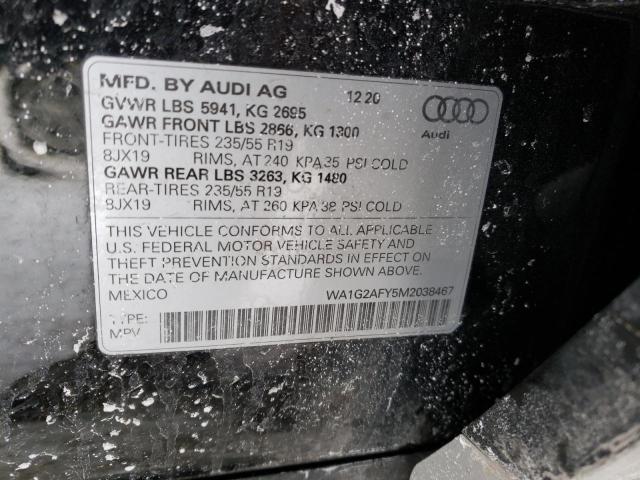 MFD. BY AUDI AG 12 20
GVWR LBS 5941, KG 2695
GAWR FRONT LBS 2866, KG 1300
FRONT-TIRES 235/55 R19
8JX19 RIMS, AT 240 KPA 35 PSI COLD
GAWR REAR LBS 3263, KG 1480
REAR-TIRES 235/55 R19
8JX19 RIMS, AT 260 KPA 38 PSI COLD
Audi
THIS VEHICLE CONFORMS TO ALL APPLICABLE
U.S. FEDERAL MOTOR VEHICLE SAFETY AND
THEFT PREVENTION STANDARDS IN EFFECT ON
THE DATE OF MANUFACTURE SHOWN ABOVE.
MEXICO WA1G2AFY5M2038467
TYPE:
MPV